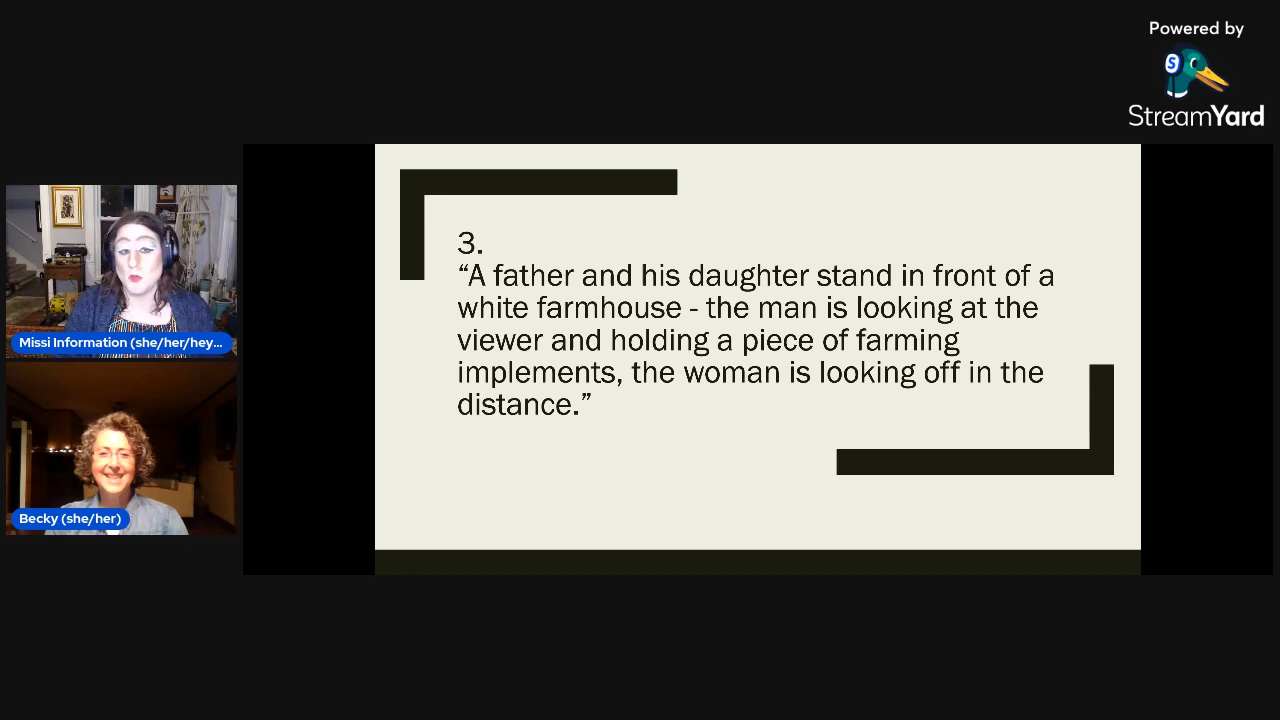 Powered by
S
StreamYard
3.
“A father and his daughter stand in front of a
white farmhouse - the man is looking at the
viewer and holding a piece of farming
implements, the woman is looking off in the
distance.”
Missi Information (she/her/hey...
Becky (she/her)